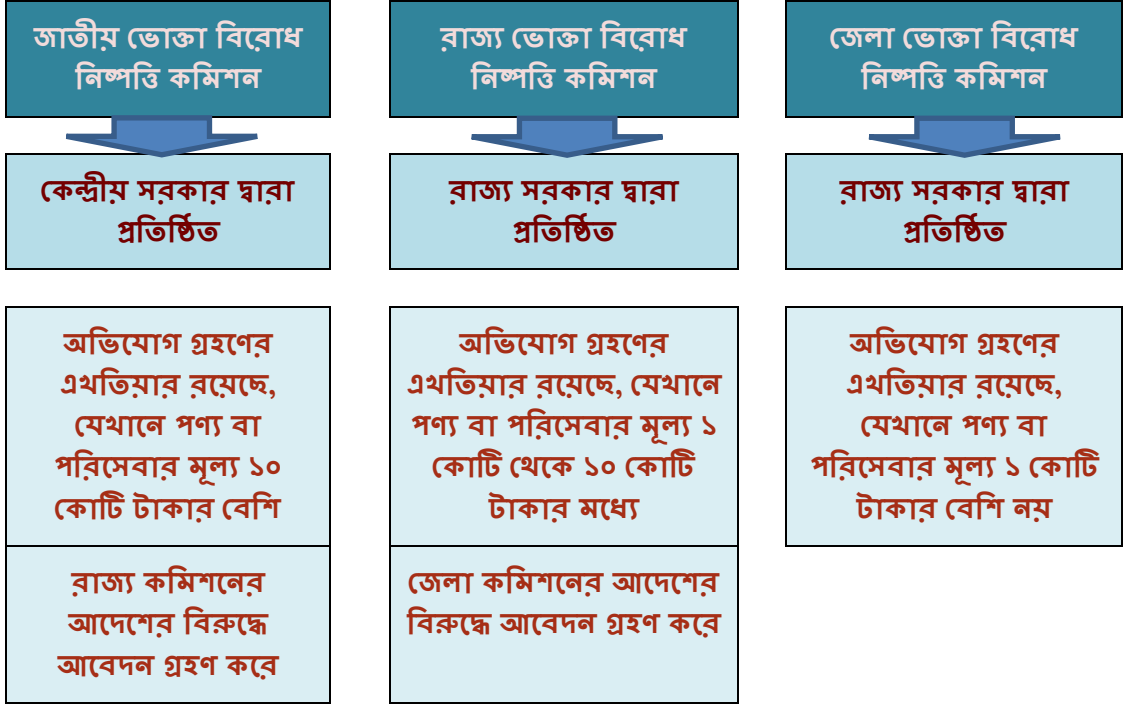 জাতীয় ভোক্তা বিরোধ
নিষ্পত্তি কমিশন
কেন্দ্রীয় সরকার দ্বারা
প্রতিষ্ঠিত
অভিযোগ গ্রহণের
এখতিয়ার রয়েছে,
যেখানে পণ্য বা
পরিসেবার মূল্য ১০
কোটি টাকার বেশি
রাজ্য কমিশনের
আদেশের বিরুদ্ধে
আবেদন গ্রহণ করে
রাজ্য ভোক্তা বিরোধ
নিষ্পত্তি কমিশন
রাজ্য সরকার দ্বারা
প্রতিষ্ঠিত
অভিযোগ গ্রহণের
এখতিয়ার রয়েছে, যেখানে
পণ্য বা পরিসেবার মূল্য ১
কোটি থেকে ১০ কোটি
টাকার মধ্যে
জেলা কমিশনের আদেশের
বিরুদ্ধে আবেদন গ্রহণ করে
জেলা ভোক্তা বিরোধ
নিষ্পত্তি কমিশন
রাজ্য সরকার দ্বারা
প্রতিষ্ঠিত
অভিযোগ গ্রহণের
এখতিয়ার রয়েছে,
যেখানে পণ্য বা
পরিসেবার মূল্য ১ কোটি
টাকার বেশি নয়